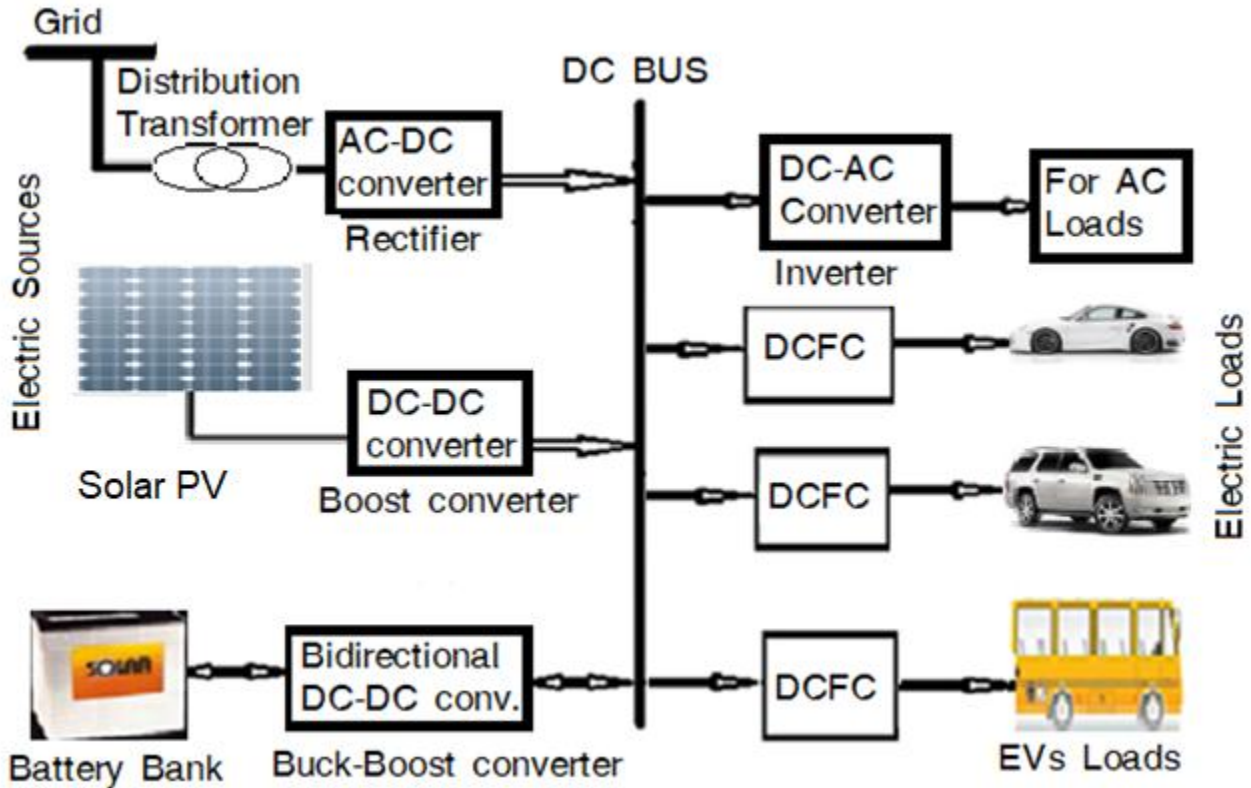 Grid
Distribution
Transformer
AC-DC
converter
Rectifier
DC BUS
DC-AC
Converter
Inverter
For AC
Loads
Electric Sources
Solar PV
DC-DC
converter
Boost converter
DCFC
DCFC
DCFC
Electric Loads
SOLAR
Battery Bank
Bidirectional
DC-DC conv.
Buck-Boost converter
EVs Loads